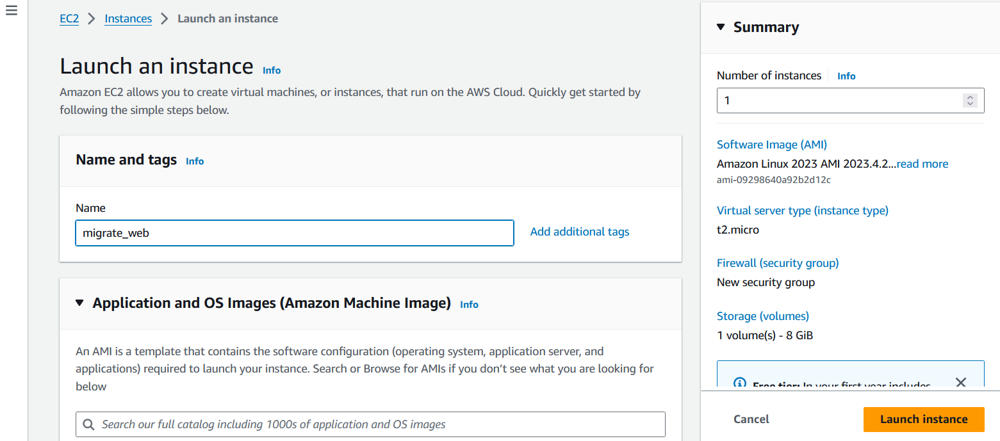 EC2 > Instances > Launch an instance
Launch an instance Info
Amazon EC2 allows you to create virtual machines, or instances, that run on the AWS Cloud. Quickly get started by
following the simple steps below.
Name and tags Info
Name
migrate_web
Add additional tags
Application and OS Images (Amazon Machine Image) Info
An AMI is a template that contains the software configuration (operating system, application server, and
applications) required to launch your instance. Search or Browse for AMIs if you don’t see what you are looking for
below
Search our full catalog including 1000s of application and OS images
Summary
Number of instances Info
1
Software Image (AMI)
Amazon Linux 2023 AMI 2023.4.2...read more
ami-09298640a92b2d12c
Virtual server type (instance type)
t2.micro
Firewall (security group)
New security group
Storage (volumes)
1 volume(s) - 8 GiB
Free tier: In your first year includes
Cancel
Launch instance